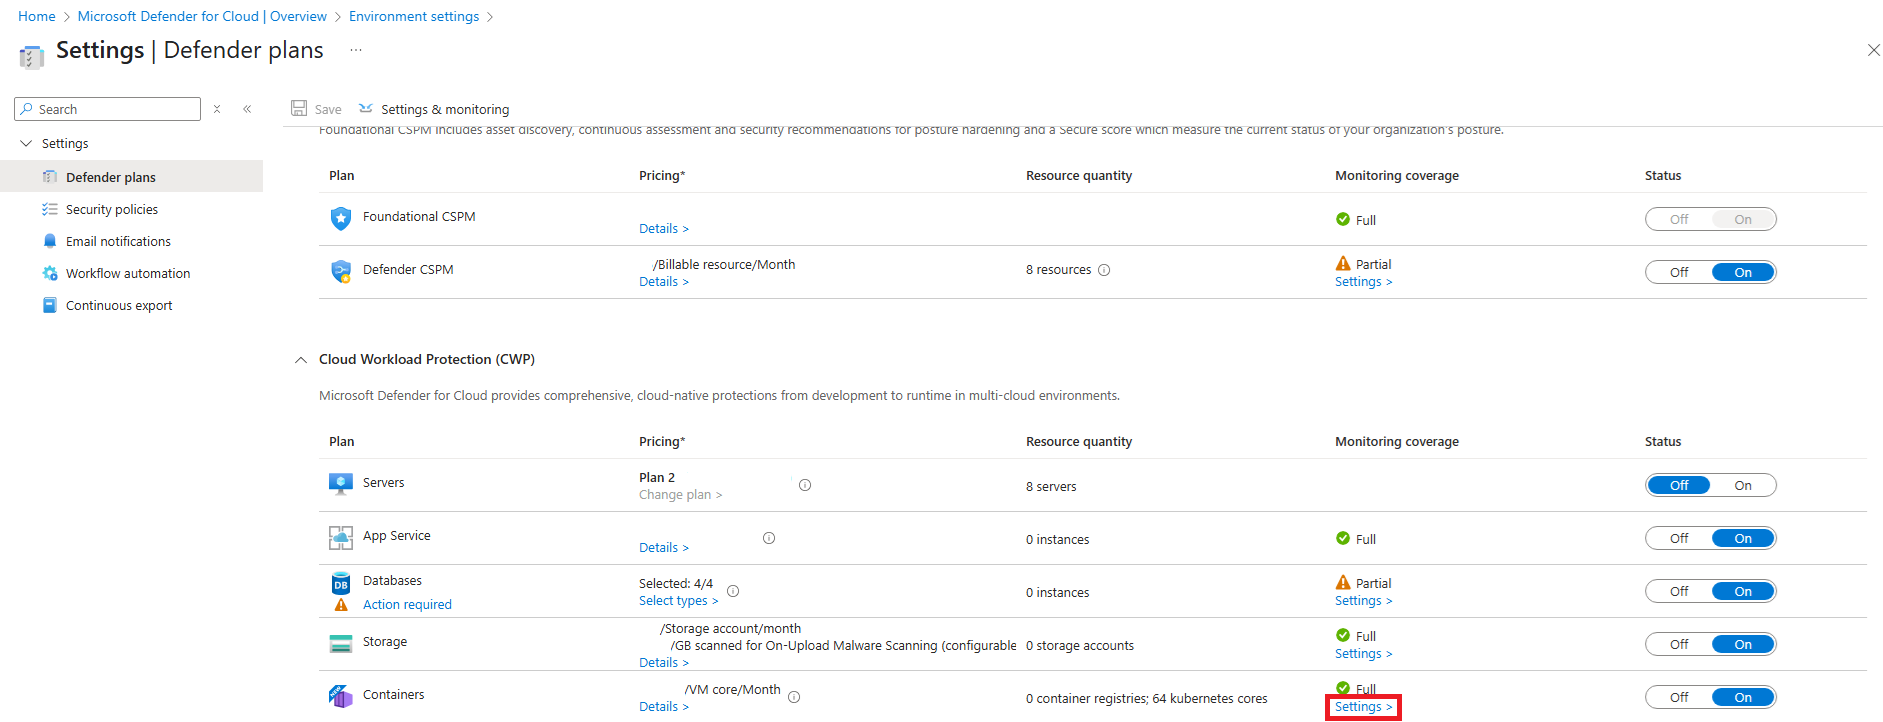 Home > Microsoft Defender for Cloud | Overview > Environment settings >
Settings | Defender plans ...
Search
Save Settings & monitoring
Foundational CSPM includes asset discovery, continuous assessment and security recommendations for posture hardening and a Secure score which measure the current status of your organization's posture.
Settings
Defender plans
Security policies
Email notifications
Workflow automation
Continuous export
Plan Pricing* Resource quantity Monitoring coverage Status
Foundational CSPM Full Off On
Details >
Defender CSPM /Billable resource/Month 8 resources Partial Off On
Details > Settings >
Cloud Workload Protection (CWP)
Microsoft Defender for Cloud provides comprehensive, cloud-native protections from development to runtime in multi-cloud environments.
Plan Pricing* Resource quantity Monitoring coverage Status
Servers Plan 2 8 servers Off On
Change plan >
App Service 0 instances Full Off On
Details >
DB Databases Selected: 4/4 0 instances Partial Off On
Action required Select types > Settings >
Storage /Storage account/month Full
/GB scanned for On-Upload Malware Scanning (configurable 0 storage accounts Off On
Details > Settings >
NEW Containers /VM core/Month 0 container registries; 64 kubernetes cores Full Off On
Details > Settings >